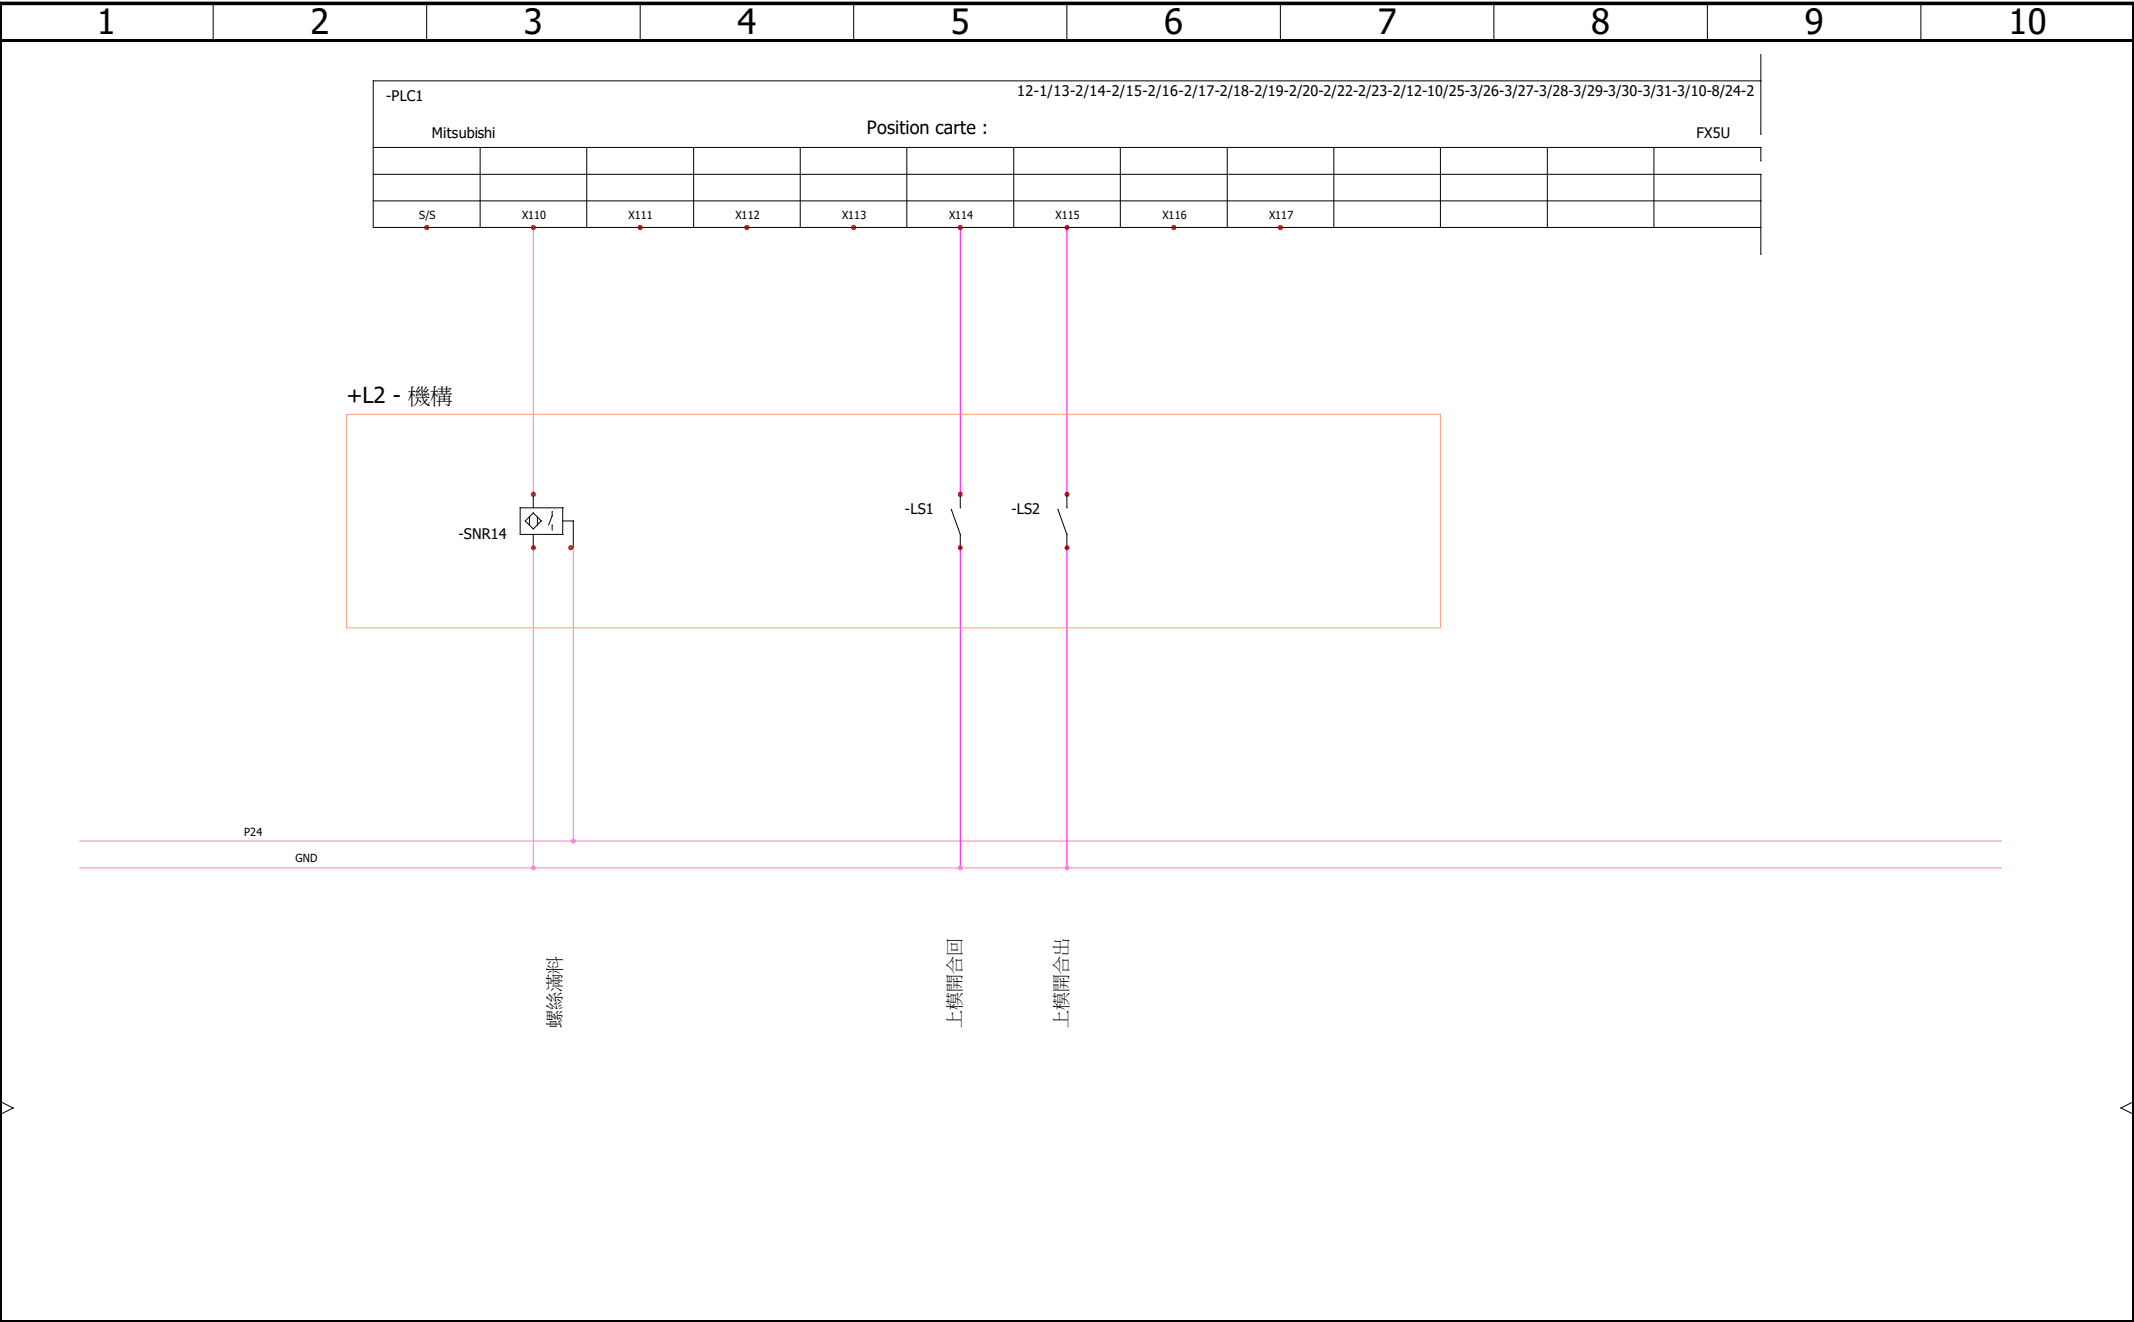 1 2 3 4 5 6 7 8 9 10
-PLC1 12-1/13-2/14-2/15-2/16-2/17-2/18-2/19-2/20-2/22-2/23-2/12-10/25-3/26-3/27-3/28-3/29-3/30-3/31-3/10-8/24-2
Mitsubishi Position carte : FX5U
S/S X110 X111 X112 X113 X114 X115 X116 X117
+L2 - 機構
-SNR14 -LS1 -LS2
P24
GND
螺絲滿料
上模開合回
上模開合出